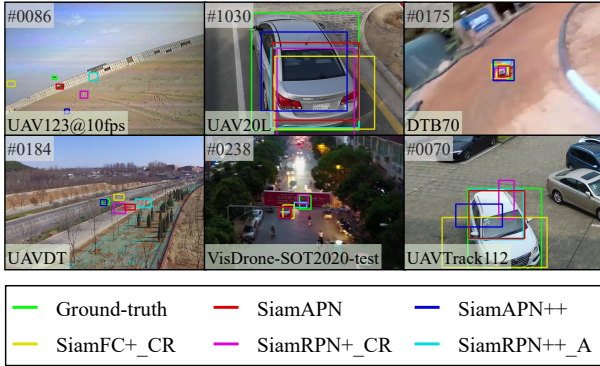 #0086
#1030
#0175
UAV123@10fps
UAV20L
DTB70
#0184
#0238
#0070
UAVDT
VisDrone-SOT2020-test
UAVTrack112
Ground-truth
SiamAPN
SiamAPN++
SiamFC+_CR
SiamRPN+_CR
SiamRPN++_A